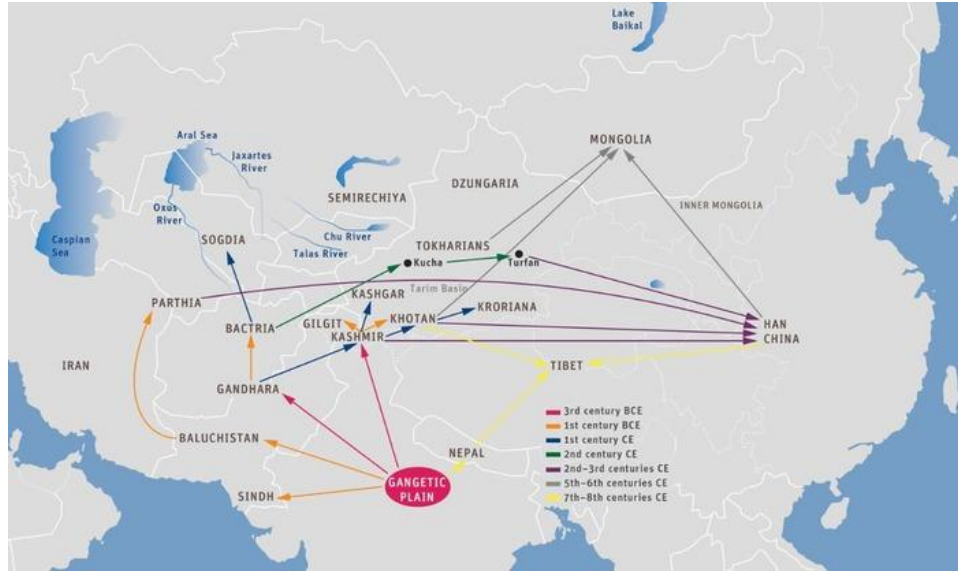 Lake
Baikal
Aral Sea
Jaxartes
River
MONGOLIA
DZUNGARIA
SEMIRECHIYA
Oxus
River
INNER MONGOLIA
Chu River
SOGDIA
TOKHARIANS
Caspian
Sea
Talas River
Kucha
Turfan
Tarim Basin
KASHGAR
PARTHIA
KRORIANA
KHOTAN
GILGIT
BACTRIA
KASHMIR
HAN
CHINA
IRAN
TIBET
GANDHARA
3rd century BCE
1st century BCE
1st century CE
2nd century CE
2nd-3rd centuries CE
5th-6th centuries CE
7th-8th centuries CE
BALUCHISTAN
NEPAL
GANGETIC
PLAIN
SINDH